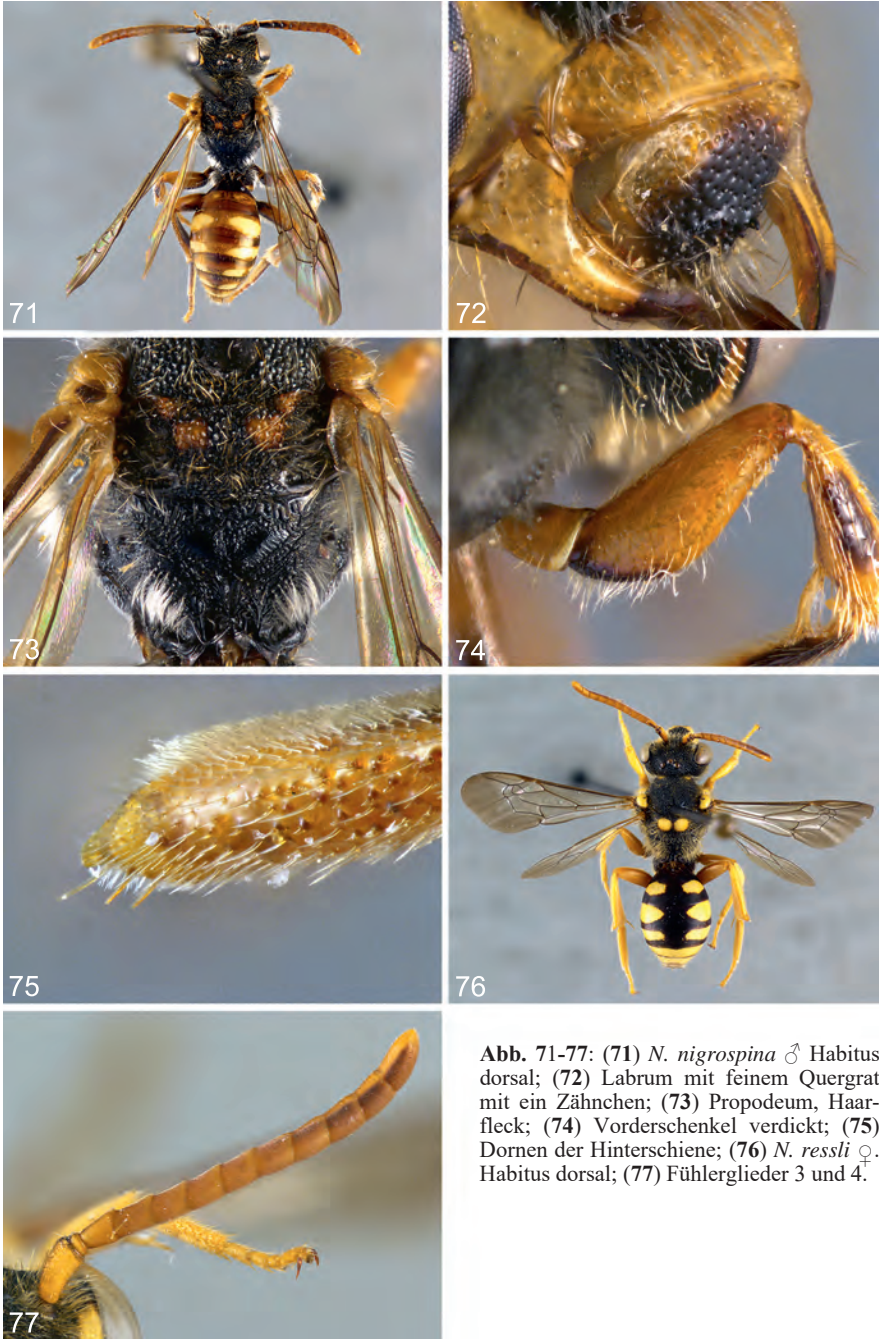 71
72
73
74
75
76
Abb. 71-77: (71) N. nigrospina ♂ Habitus
dorsal; (72) Labrum mit feinem Quergrat
mit ein Zähnchen; (73) Propodeum, Haar-
fleck; (74) Vorderschenkel verdickt; (75)
Dornen der Hinterschiene; (76) N. ressli ♀.
Habitus dorsal; (77) Fühlerglieder 3 und 4.
77